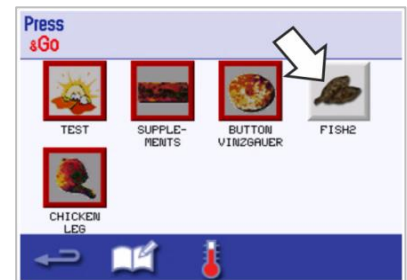 Press
&Go
TEST
SUPPLE-
MENTS
BUTTON
VINZGAUER
FISH2
CHICKEN
LEG